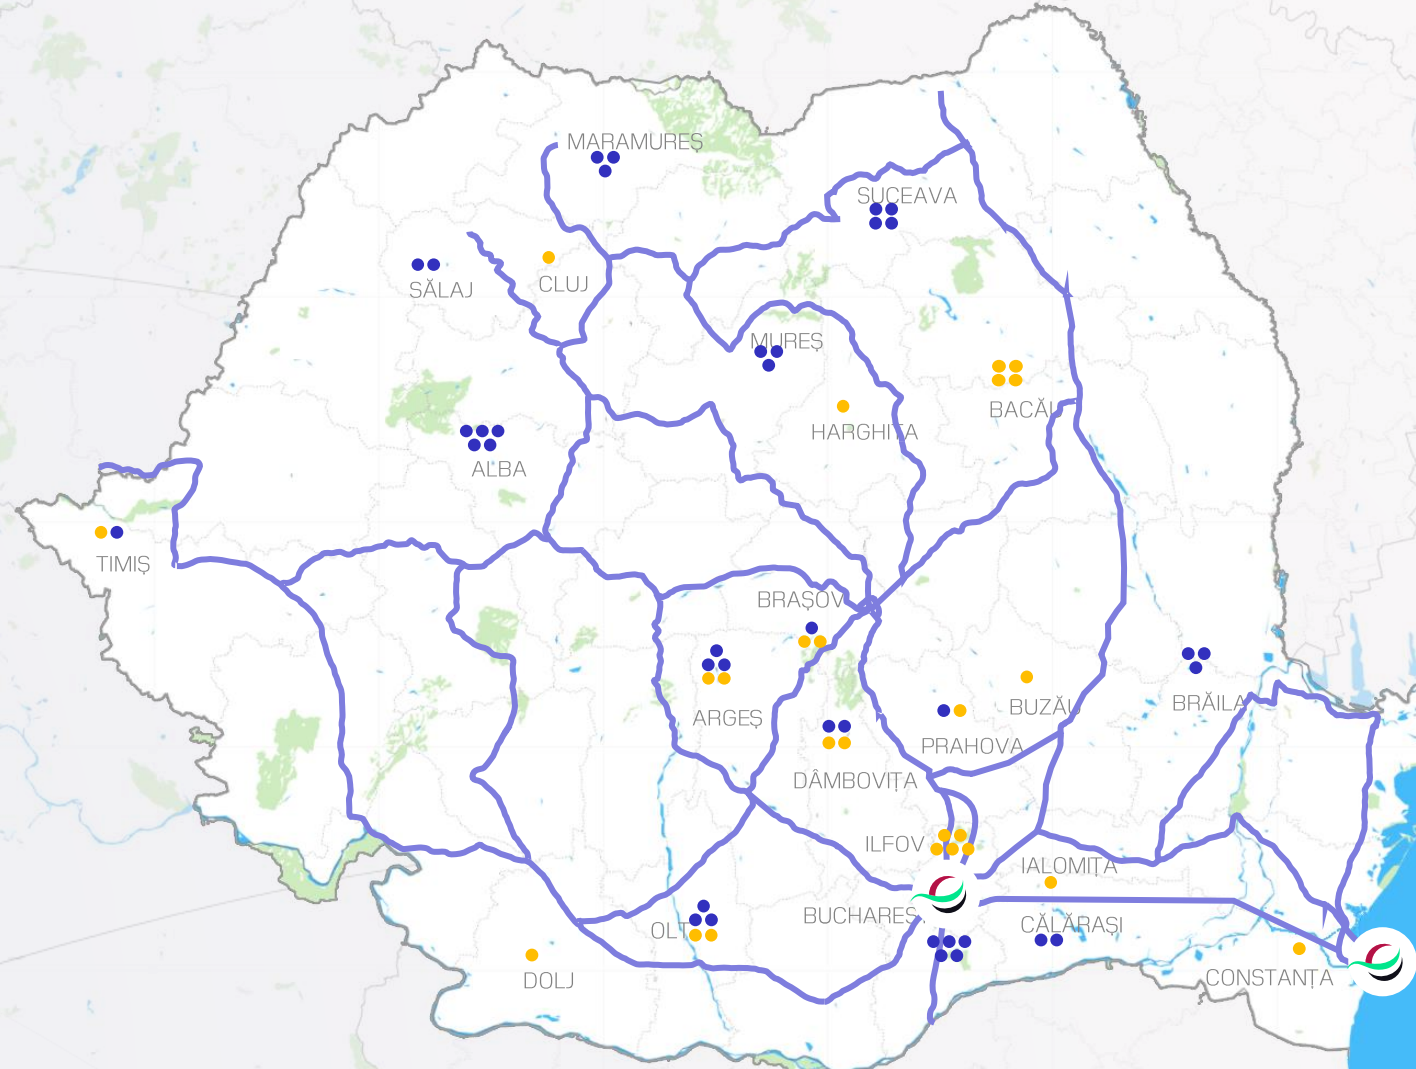 MARAMUREȘ
SUCEAVA
SĂLAJ
CLUJ
MUREȘ
BACĂU
HARGHIȚA
ALBA
TIMIȘ
BRAȘOV
BRĂILA
BUZĂU
ARGEȘ
PRAHOVA
DÂMBOVIȚA
ILFOV
IALOMIȚA
BUCHAREST
CĂLĂRAȘI
OLT
DOLJ
CONSTANȚA